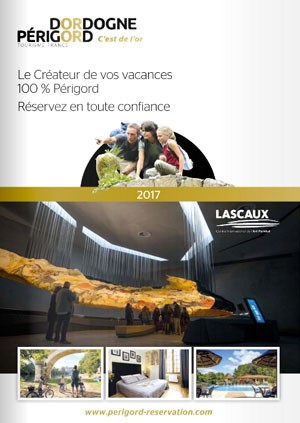 DORDOGNE
PÉRIGORD C'est de l'or
TOURISME FRANCE
Le Créateur de vos vacances
100 % Périgord
Réservez en toute confiance
2017
LASCAUX
www.perigord-reservation.com